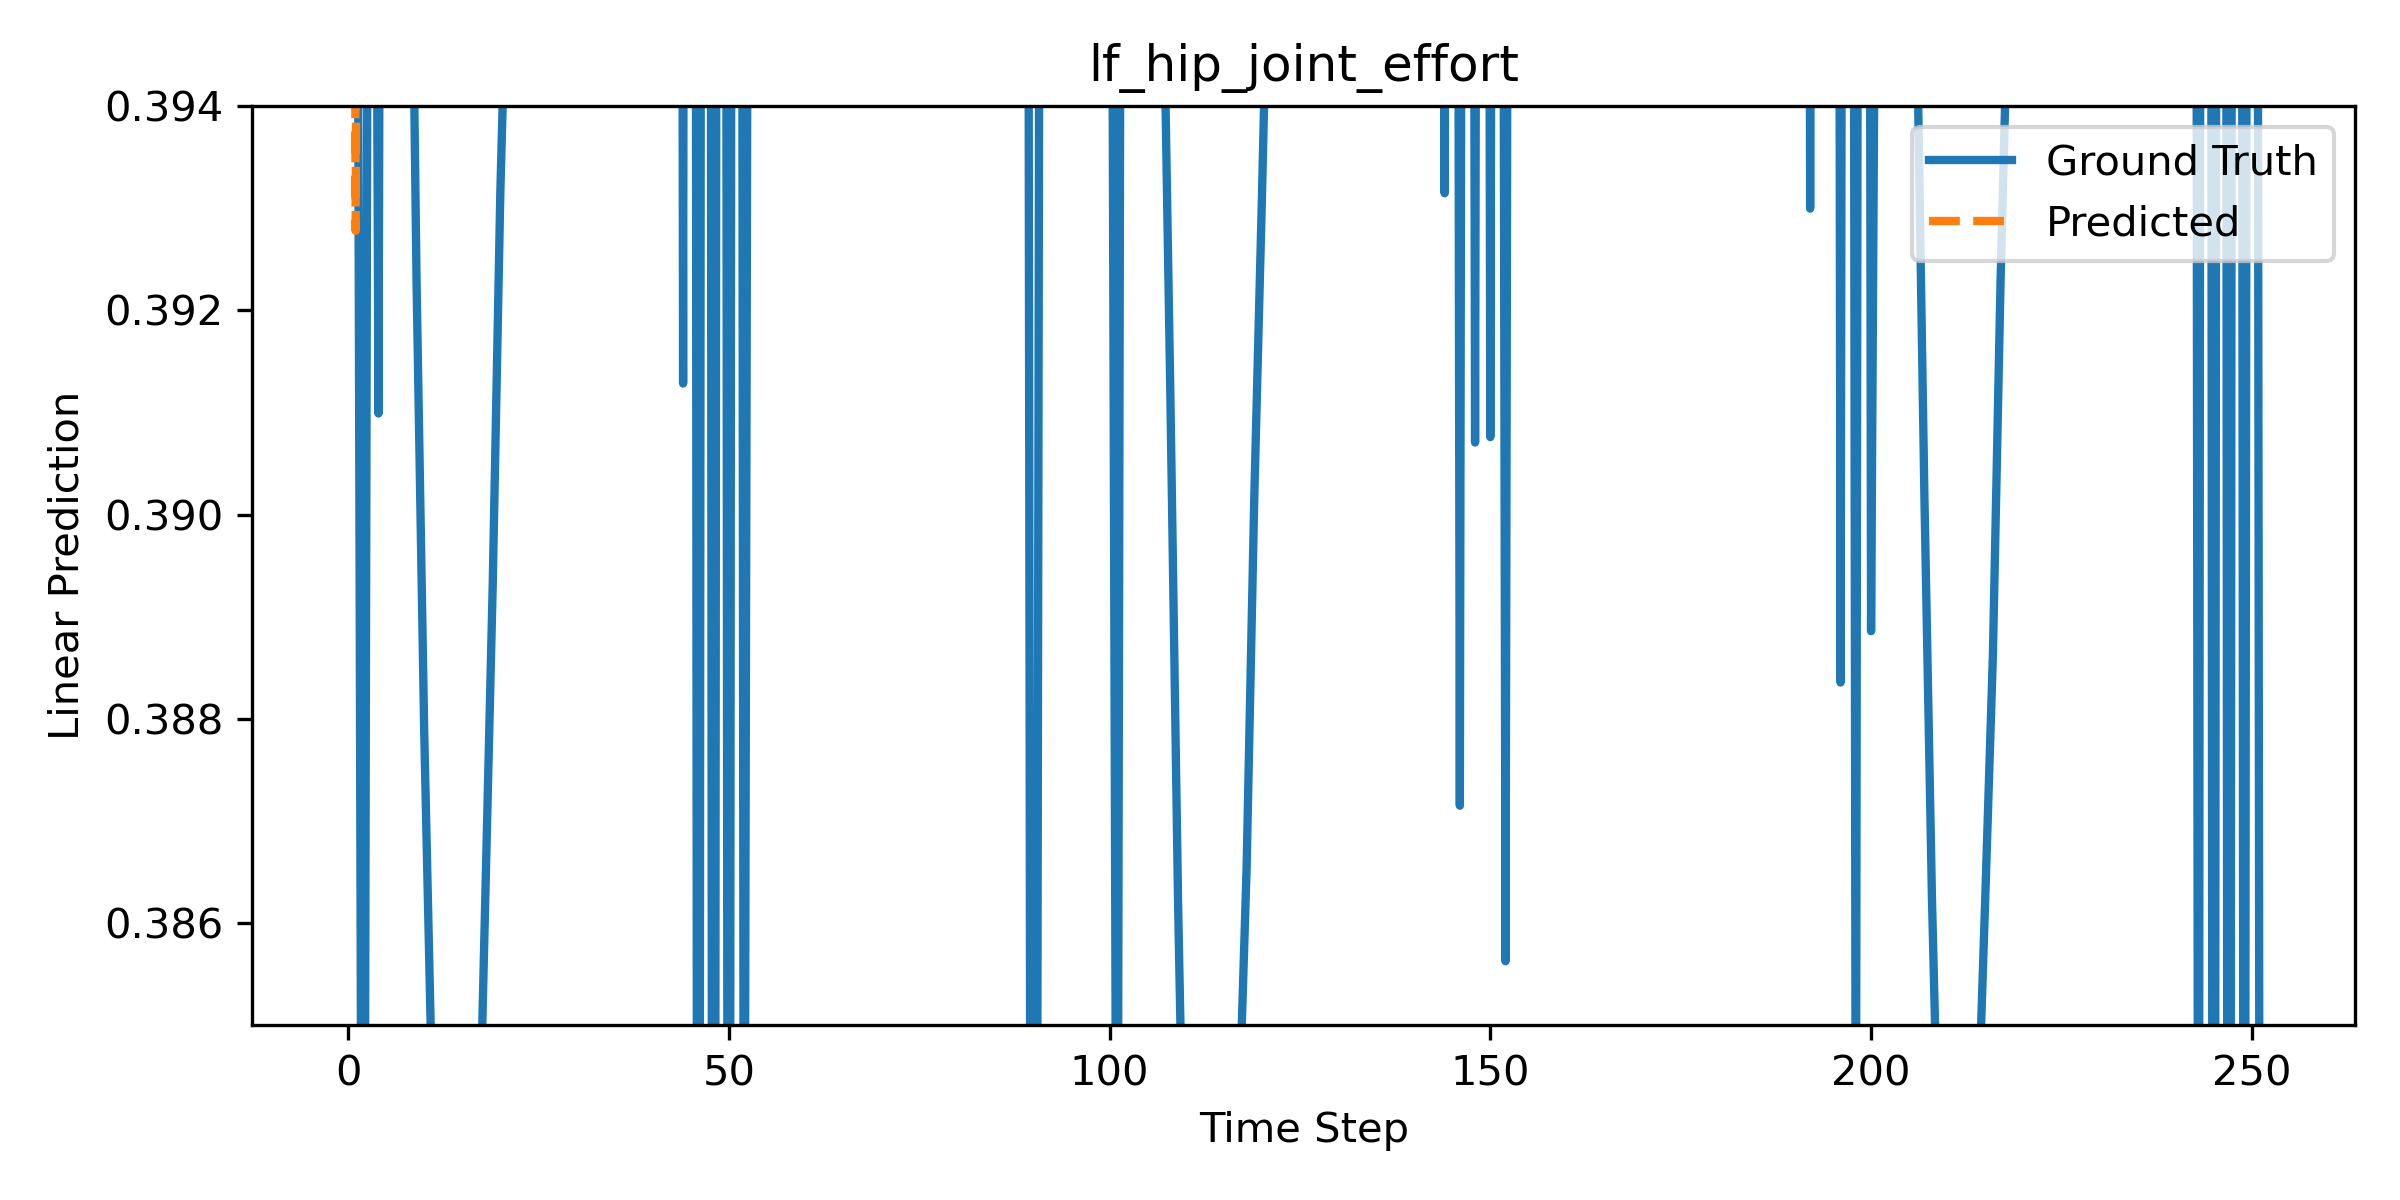 lf_hip_joint_effort
0.394
0.392
0.390
0.388
0.386
Linear Prediction
Ground Truth
Predicted
0 50 100 150 200 250
Time Step